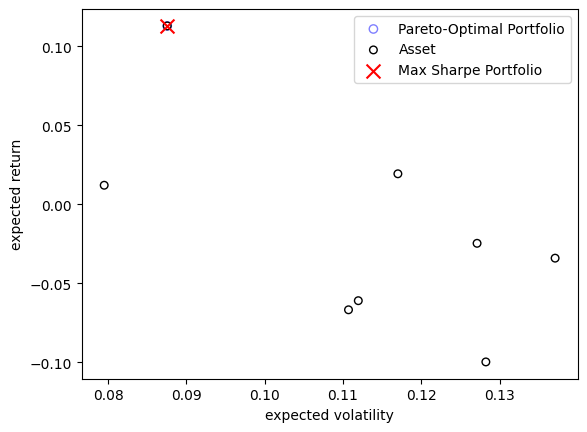 Pareto-Optimal Portfolio
Asset
Max Sharpe Portfolio
expected return
0.10
0.05
0.00
−0.05
−0.10
0.08 0.09 0.10 0.11 0.12 0.13
expected volatility